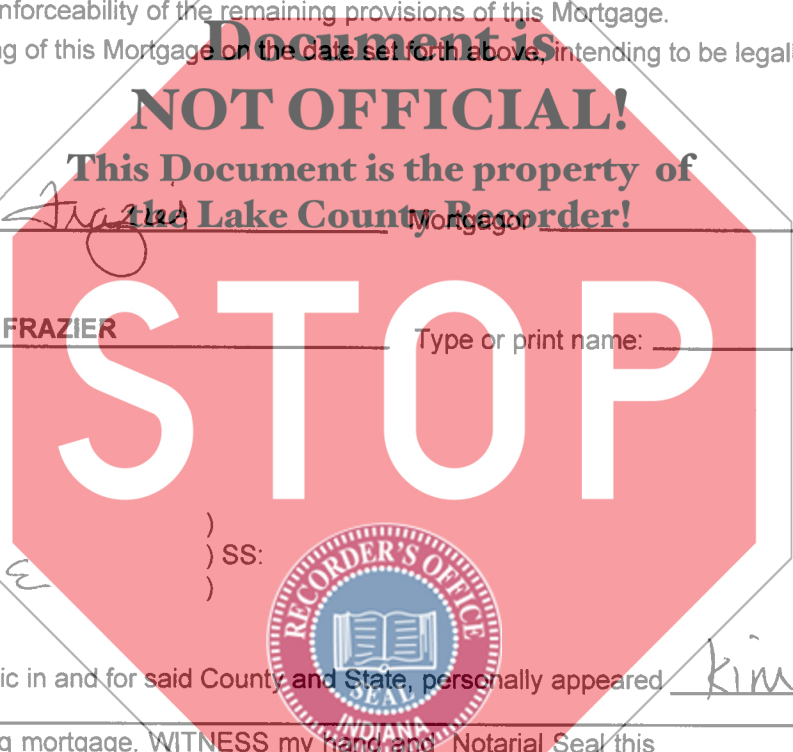 nforceability of the remaining provisions of this Mortgage.
Document is
g of this Mortgage on the date set forth above, intending to be legal
NOT OFFICIAL!
This Document is the property of
the Lake County Recorder!
Frazier Mortgagor
STOP
FRAZIER Type or print name:
)
) SS:
)
RECORDER'S OFFICE
SEAL
INDIANA
ic in and for said County and State, personally appeared Kim
g mortgage. WITNESS my hand and Notarial Seal this